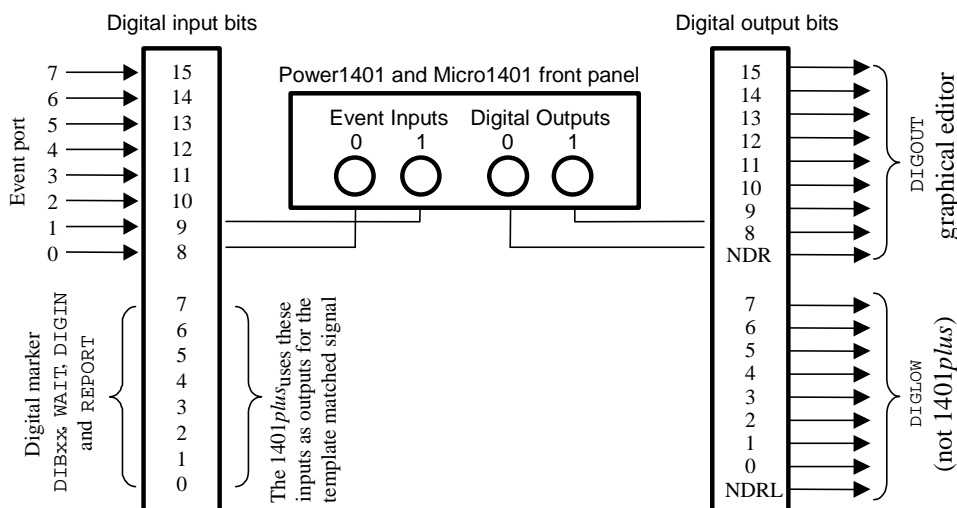 Digital input bits
Digital output bits
Event port
7
6
5
4
3
2
1
0
15
14
13
12
11
10
9
8
Power1401 and Micro1401 front panel
Event Inputs
Digital Outputs
0
1
0
1
15
14
13
12
11
10
9
8
NDR
DIGOUT
graphical editor
Digital marker
DIBxx, WAIT, DIGIN
and REPORT
7
6
5
4
3
2
1
0
The 1401plus uses these
inputs as outputs for the
template matched signal
7
6
5
4
3
2
1
0
NDRL
DIGLOW
(not 1401plus)